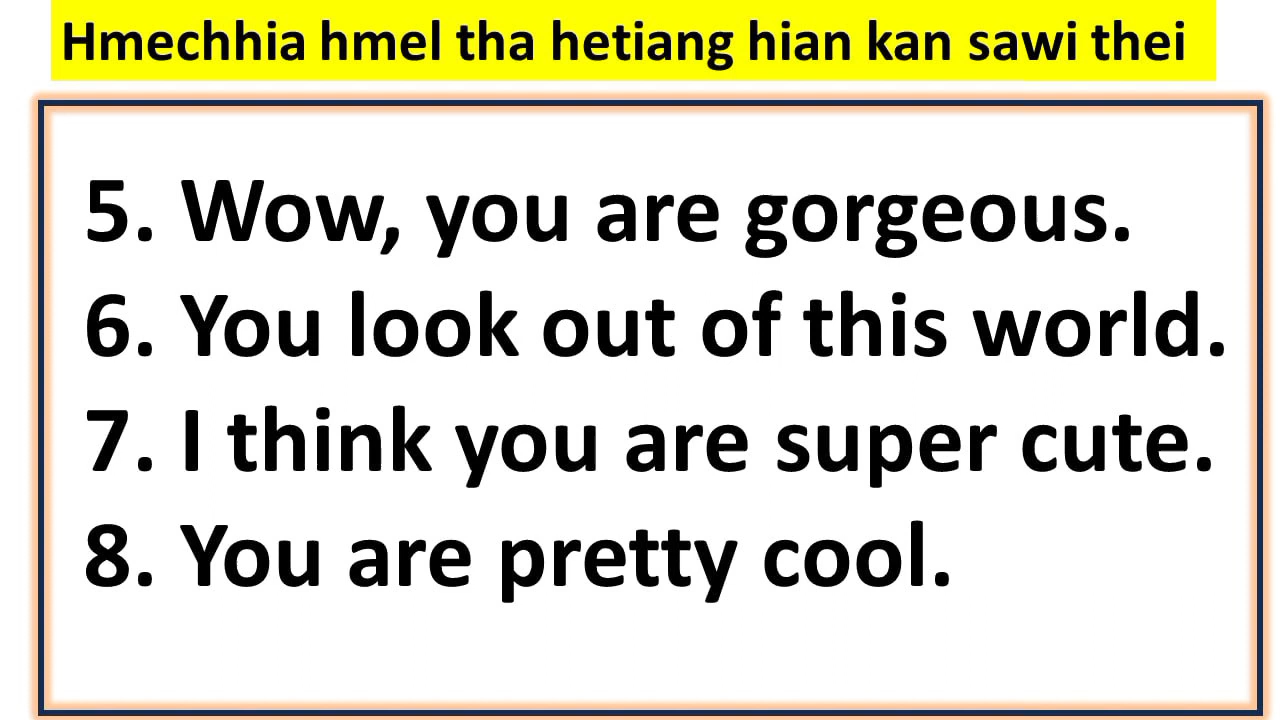 Hmechhia hmel tha hetiang hian kan sawi thei
5. Wow, you are gorgeous.
6. You look out of this world.
7. I think you are super cute.
8. You are pretty cool.